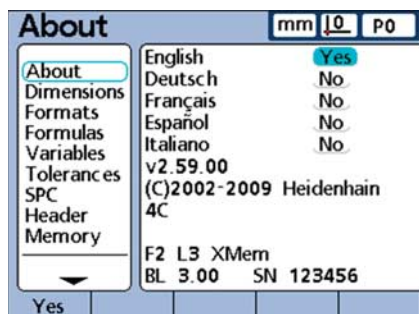 About
mm 0 P0
About
Dimensions
Formats
Formulas
Variables
Tolerances
SPC
Header
Memory
English Yes
Deutsch No
Français No
Español No
Italiano No
v2.59.00
(C)2002-2009 Heidenhain
4C
F2 L3 XMem
BL 3.00 SN 123456
Yes